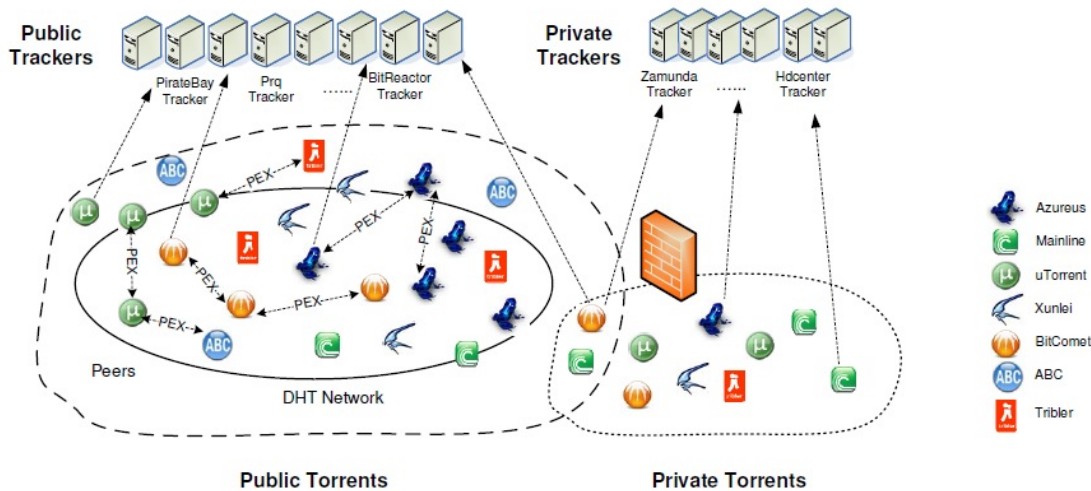 Public
Trackers
Private
Trackers
PirateBay
Tracker
Prq
Tracker
......
BitReactor
Tracker
Zamunda
Tracker
......
Hdcenter
Tracker
ABC
PEX
ABC
PEX
PEX
PEX
PEX
PEX
PEX
ABC
Peers
DHT Network
Azureus
Mainline
uTorrent
Xunlei
BitComet
ABC
ABC
Tribler
Public Torrents
Private Torrents